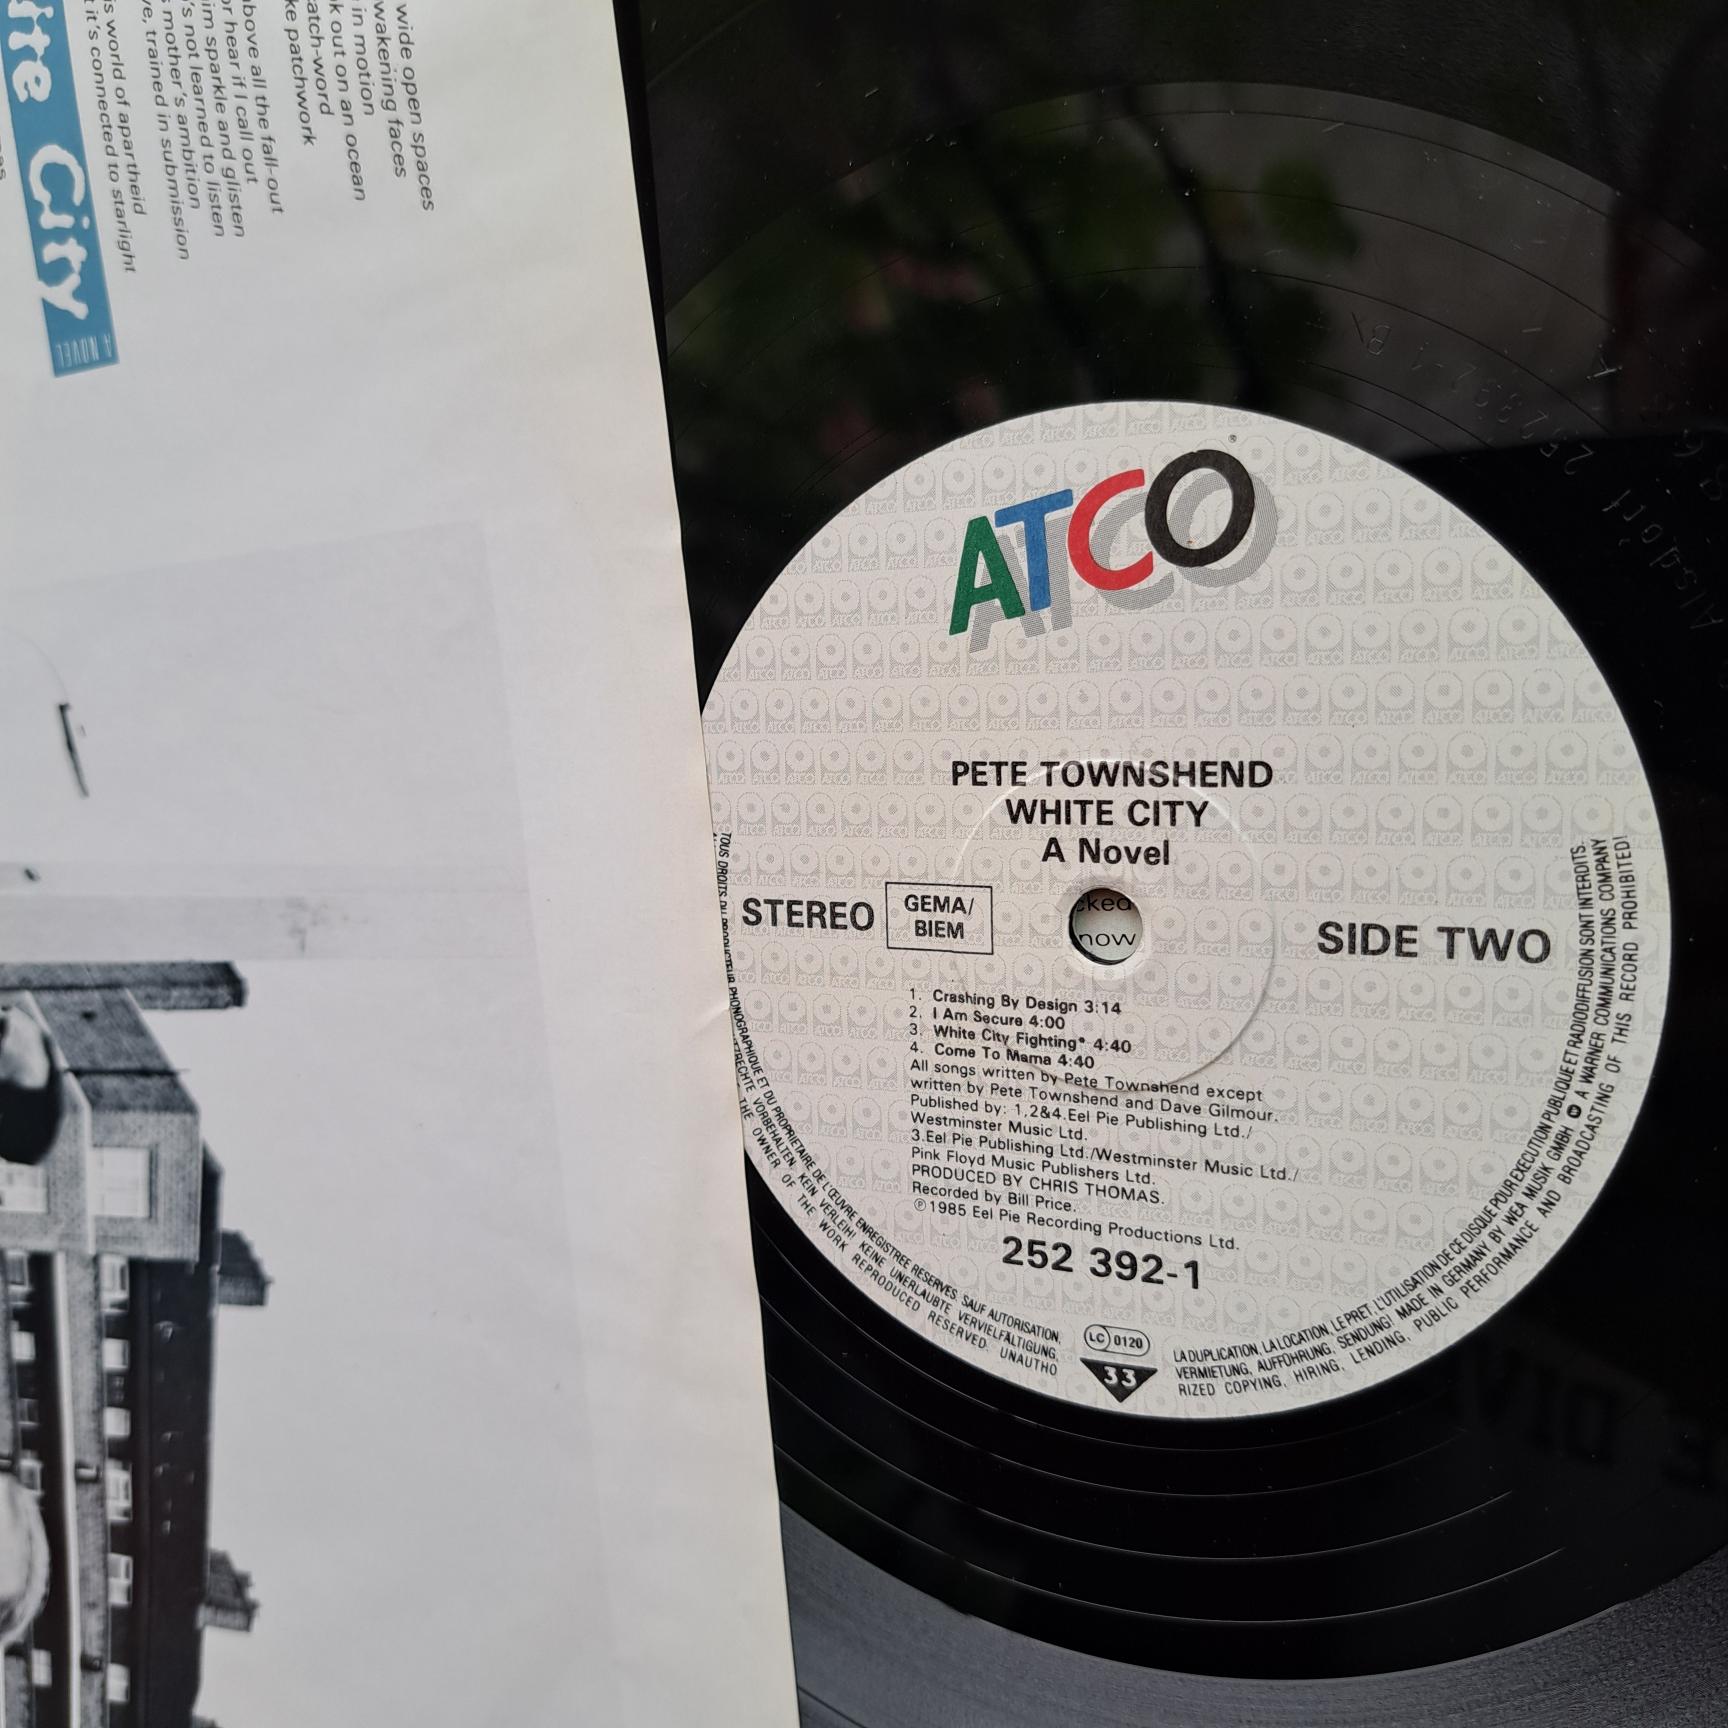 wide open spaces
wakening faces
in motion
k out on an ocean
atch-word
ke patchwork
above all the fall-out
or hear if I call out
im sparkle and glisten
's not learned to listen
s mother's ambition
ve, trained in submission
is world of apartheid
t it's connected to starlight
ite City
A NOVEL
252392-1 B
Alsdorf
ATCO
®
PETE TOWNSHEND
WHITE CITY
A Novel
STEREO
GEMA/
BIEM
cked
now
SIDE TWO
1. Crashing By Design 3:14
2. I Am Secure 4:00
3. White City Fighting* 4:40
4. Come To Mama 4:40
All songs written by Pete Townshend except
written by Pete Townshend and Dave Gilmour.
Published by: 1,2&4.Eel Pie Publishing Ltd./
Westminster Music Ltd.
3.Eel Pie Publishing Ltd./Westminster Music Ltd./
Pink Floyd Music Publishers Ltd.
PRODUCED BY CHRIS THOMAS.
Recorded by Bill Price.
℗1985 Eel Pie Recording Productions Ltd.
252 392-1
LC 0120
33
TOUS DROITS DU PRODUCTEUR PHONOGRAPHIQUE ET DU PROPRIETAIRE DE L'ŒUVRE ENREGISTREE RESERVES. SAUF AUTORISATION,
LA DUPLICATION, LA LOCATION, LE PRET, L'UTILISATION DE CE DISQUE POUR EXECUTION PUBLIQUE ET RADIODIFFUSION SONT INTERDITS.
RECHTE VORBEHALTEN. KEIN VERLEIH! KEINE UNERLAUBTE VERVIELFÄLTIGUNG,
VERMIETUNG, AUFFÜHRUNG, SENDUNG! MADE IN GERMANY BY WEA MUSIK GMBH A WARNER COMMUNICATIONS COMPANY
THE OWNER OF THE WORK REPRODUCED RESERVED. UNAUTHO
RIZED COPYING, HIRING, LENDING, PUBLIC PERFORMANCE AND BROADCASTING OF THIS RECORD PROHIBITED!